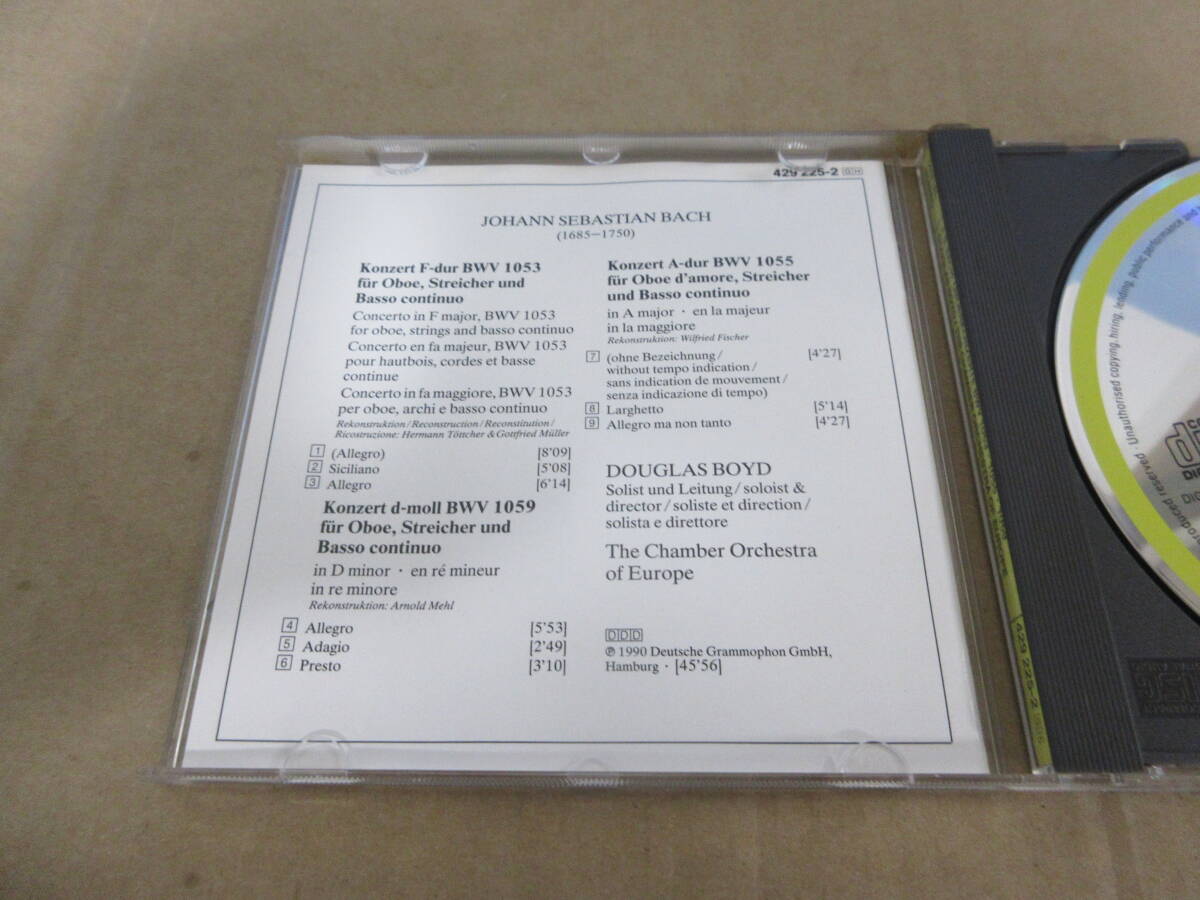 429 225-2 GH
JOHANN SEBASTIAN BACH
(1685–1750)
Konzert F-dur BWV 1053
für Oboe, Streicher und
Basso continuo
Concerto in F major, BWV 1053
for oboe, strings and basso continuo
Concerto en fa majeur, BWV 1053
pour hautbois, cordes et basse
continue
Concerto in fa maggiore, BWV 1053
per oboe, archi e basso continuo
Rekonstruktion / Reconstruction / Reconstitution /
Ricostruzione: Hermann Töttcher & Gottfried Müller
1 (Allegro) [8'09]
2 Siciliano [5'08]
3 Allegro [6'14]
Konzert d-moll BWV 1059
für Oboe, Streicher und
Basso continuo
in D minor · en ré mineur
in re minore
Rekonstruktion: Arnold Mehl
4 Allegro [5'53]
5 Adagio [2'49]
6 Presto [3'10]
Konzert A-dur BWV 1055
für Oboe d'amore, Streicher
und Basso continuo
in A major · en la majeur
in la maggiore
Rekonstruktion: Wilfried Fischer
7 (ohne Bezeichnung / [4'27]
without tempo indication /
sans indication de mouvement /
senza indicazione di tempo)
8 Larghetto [5'14]
9 Allegro ma non tanto [4'27]
DOUGLAS BOYD
Solist und Leitung / soloist &
director / soliste et direction /
solista e direttore
The Chamber Orchestra
of Europe
DDD
℗ 1990 Deutsche Grammophon GmbH,
Hamburg · [45'56]
429 225-2
reproduced reserved · Unauthorised copying, hiring, lending, public performance and